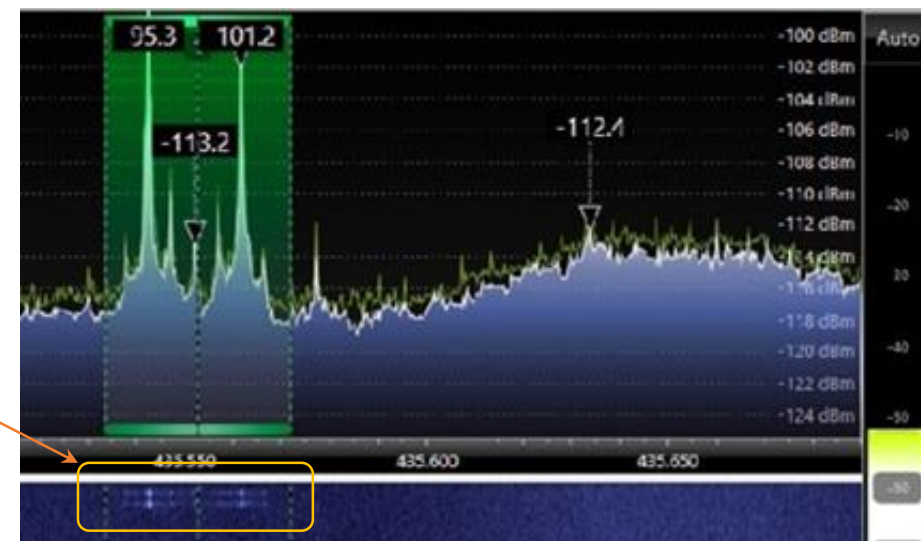 95.3 101.2
-113.2
-112.4
-100 dBm
-102 dBm
-104 dBm
-106 dBm
-108 dBm
-110 dBm
-112 dBm
-118 dBm
-120 dBm
-122 dBm
-124 dBm
435.550 435.600 435.650
Auto
-10
-20
-40
-50